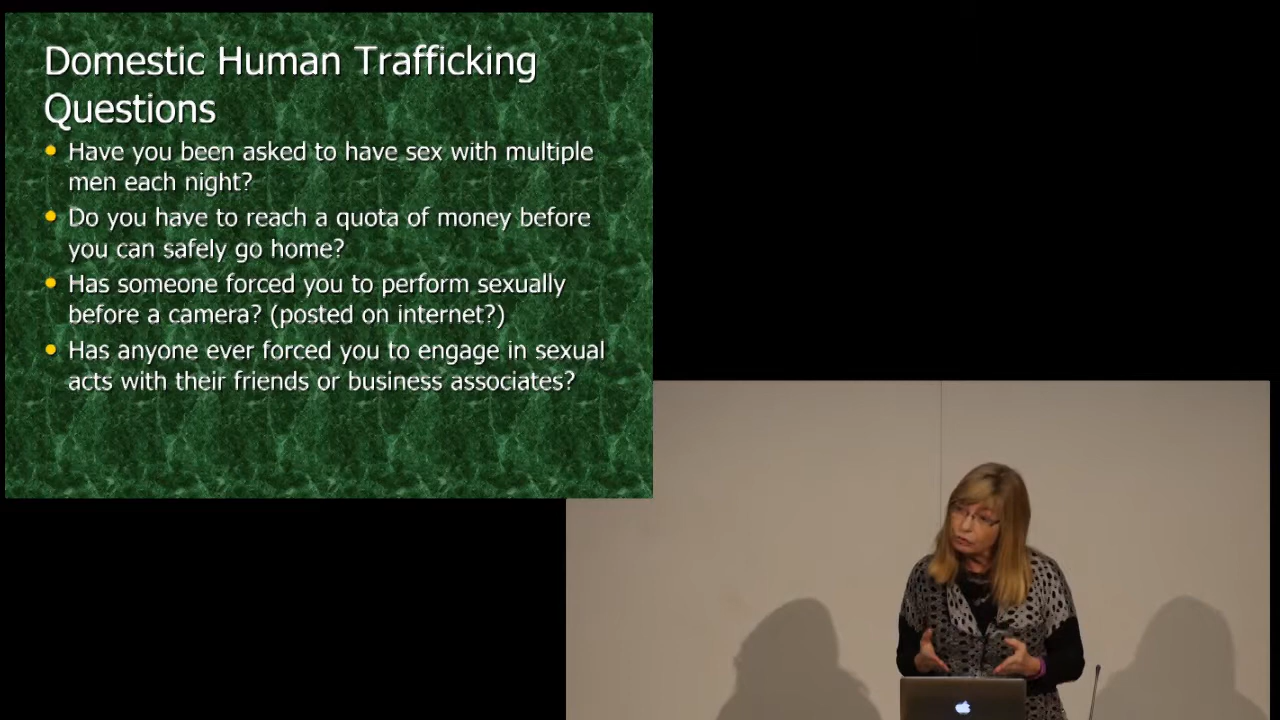 Domestic Human Trafficking
Questions
• Have you been asked to have sex with multiple
men each night?
• Do you have to reach a quota of money before
you can safely go home?
• Has someone forced you to perform sexually
before a camera? (posted on internet?)
• Has anyone ever forced you to engage in sexual
acts with their friends or business associates?